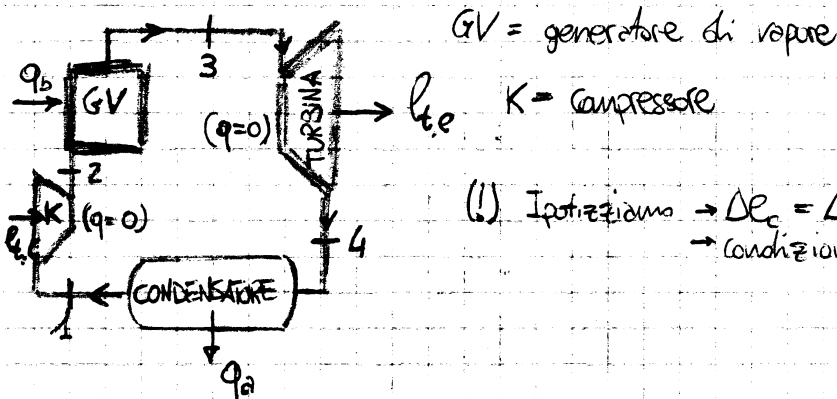 GV = generatore di vapore
3
q_b
GV
TURBINA
(q=0)
l_t,e
K = compressore
2
K
(q=0)
l_t,c
(!) Ipotizziamo → Δe_c =
4
→ condizioni
CONDENSATORE
1
q_a